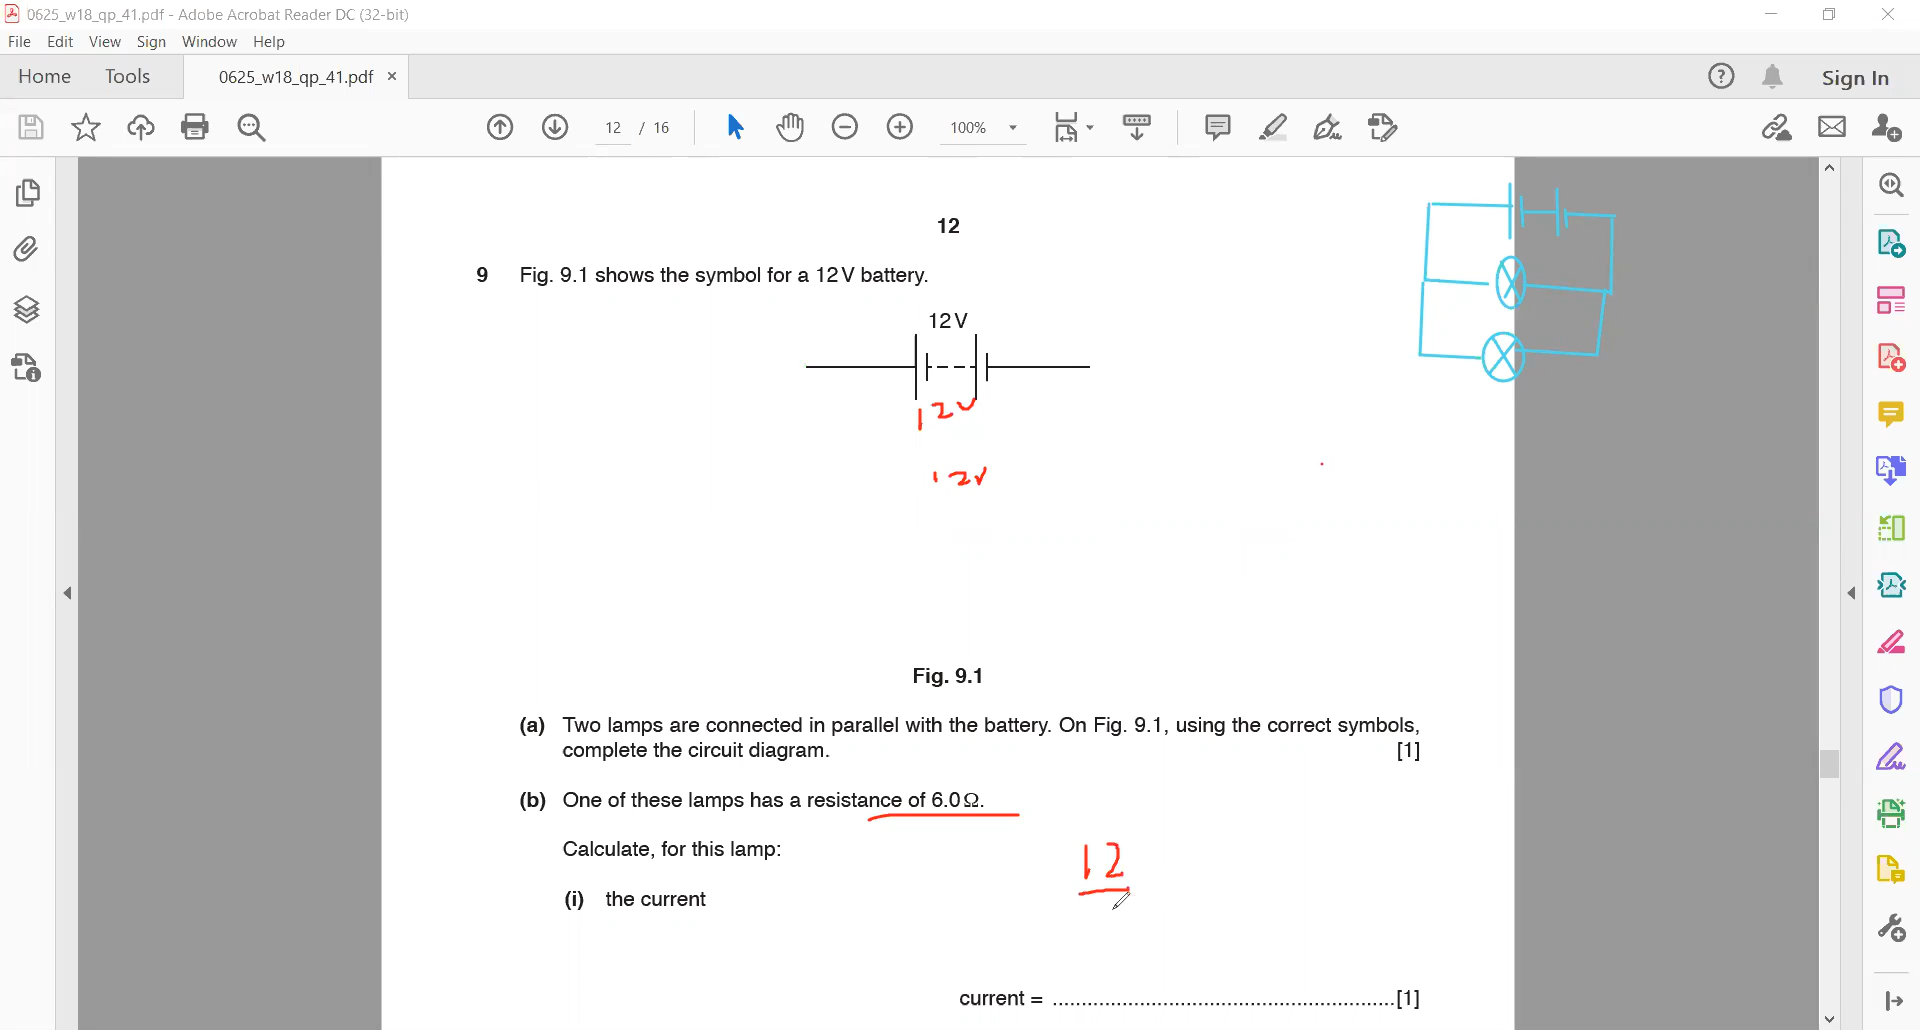 0625_w18_qp_41.pdf - Adobe Acrobat Reader DC (32-bit)
File Edit View Sign Window Help
Home Tools 0625_w18_qp_41.pdf × Sign In
12 / 16 100%
12
9 Fig. 9.1 shows the symbol for a 12V battery.
12V
12V
12V
Fig. 9.1
(a) Two lamps are connected in parallel with the battery. On Fig. 9.1, using the correct symbols,
complete the circuit diagram. [1]
(b) One of these lamps has a resistance of 6.0Ω.
Calculate, for this lamp:
12
(i) the current
current = ........................................................... [1]